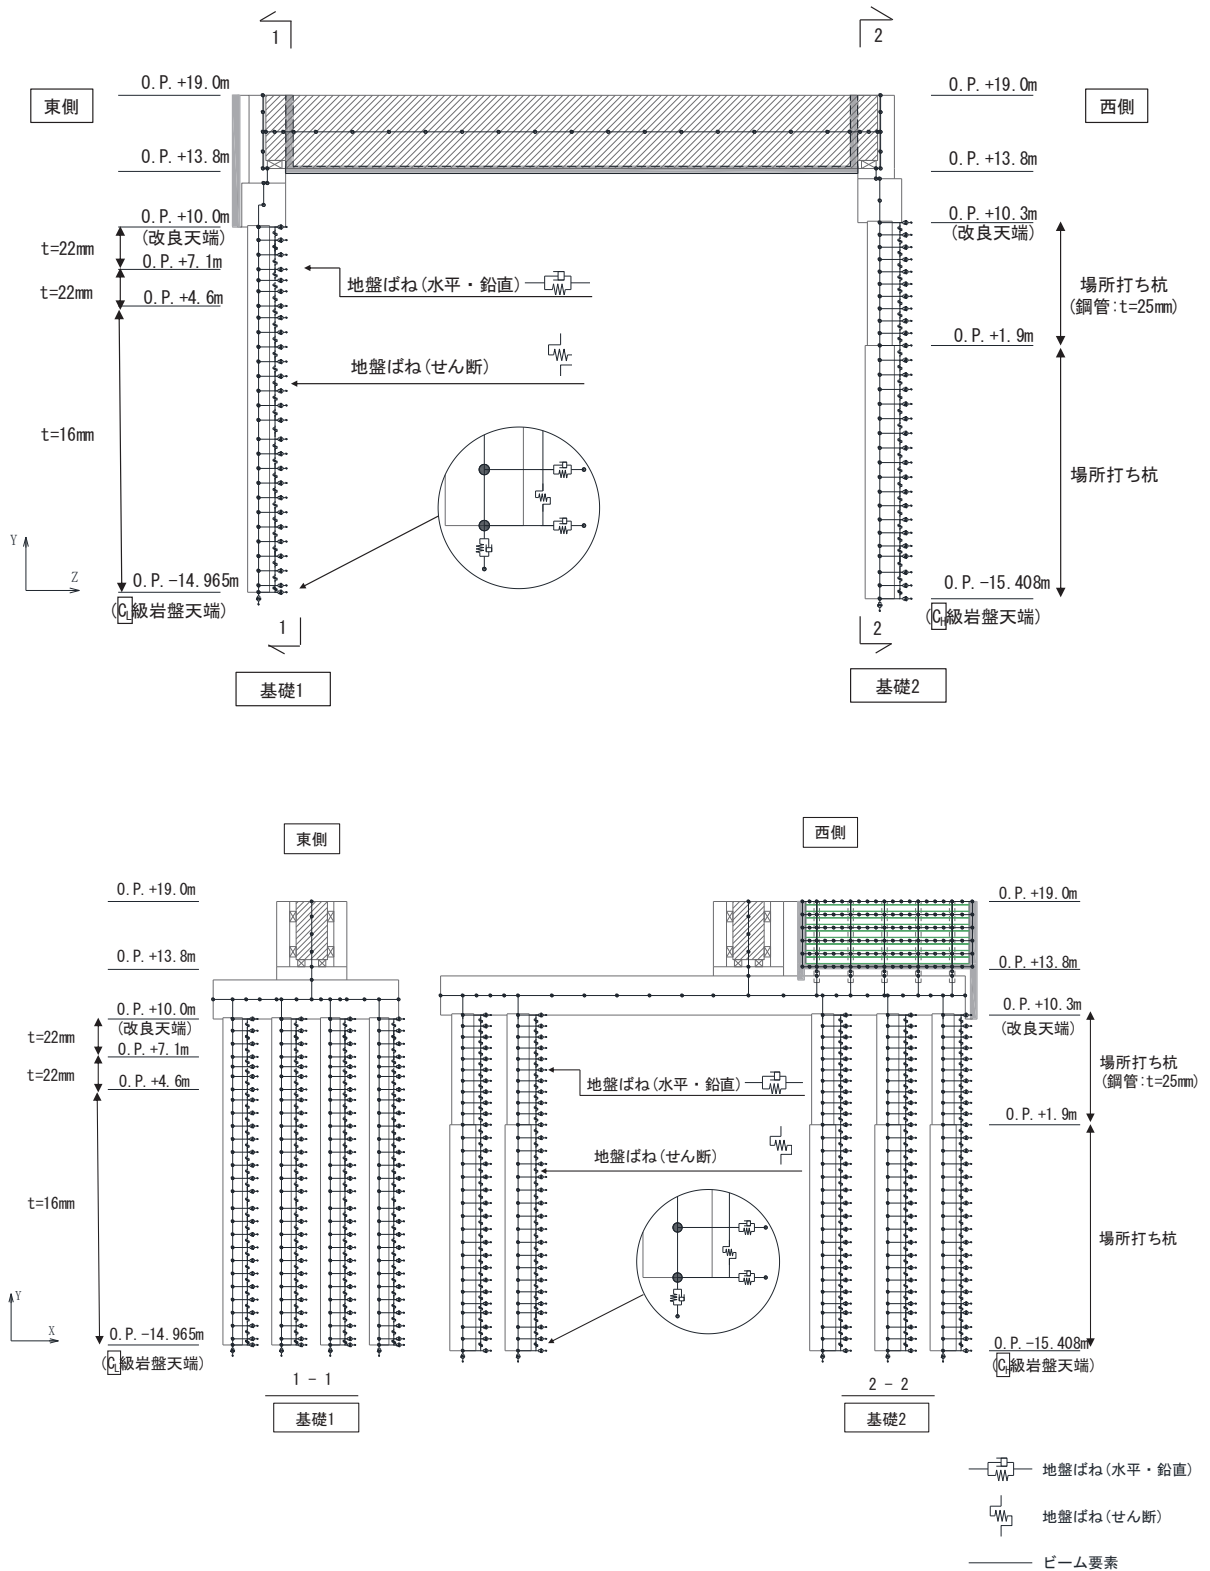 1
2
O.P.+19.0m
O.P.+19.0m
東側
西側
O.P.+13.8m
O.P.+13.8m
O.P.+10.0m
(改良天端)
O.P.+10.3m
(改良天端)
t=22mm
O.P.+7.1m
地盤ばね(水平・鉛直)
場所打ち杭
(鋼管:t=25mm)
t=22mm
O.P.+4.6m
O.P.+1.9m
地盤ばね(せん断)
t=16mm
場所打ち杭
Y
Z
O.P.-14.965m
(CL級岩盤天端)
O.P.-15.408m
(CH級岩盤天端)
1
2
基礎1
基礎2
東側
西側
O.P.+19.0m
O.P.+19.0m
O.P.+13.8m
O.P.+13.8m
O.P.+10.0m
(改良天端)
O.P.+10.3m
(改良天端)
t=22mm
O.P.+7.1m
場所打ち杭
(鋼管:t=25mm)
t=22mm
O.P.+4.6m
地盤ばね(水平・鉛直)
O.P.+1.9m
地盤ばね(せん断)
t=16mm
場所打ち杭
Y
X
O.P.-14.965m
(CL級岩盤天端)
O.P.-15.408m
(CH級岩盤天端)
1 - 1
2 - 2
基礎1
基礎2
地盤ばね(水平・鉛直)
地盤ばね(せん断)
ビーム要素